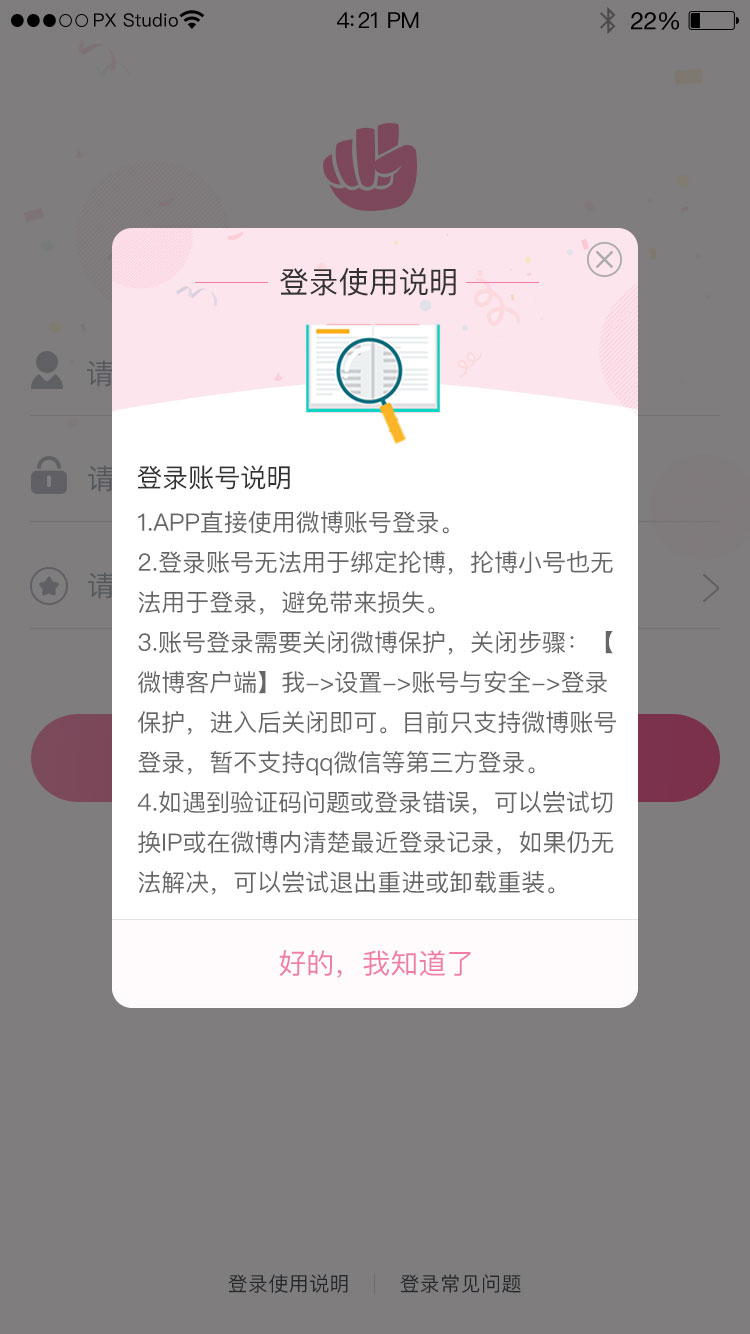 PX Studio 4:21 PM 22%
登录使用说明
请
请
请
登录账号说明
1.APP直接使用微博账号登录。
2.登录账号无法用于绑定抡博，抡博小号也无
法用于登录，避免带来损失。
3.账号登录需要关闭微博保护，关闭步骤：【
微博客户端】我->设置->账号与安全->登录
保护，进入后关闭即可。目前只支持微博账号
登录，暂不支持qq微信等第三方登录。
4.如遇到验证码问题或登录错误，可以尝试切
换IP或在微博内清楚最近登录记录，如果仍无
法解决，可以尝试退出重进或卸载重装。
好的，我知道了
登录使用说明 登录常见问题